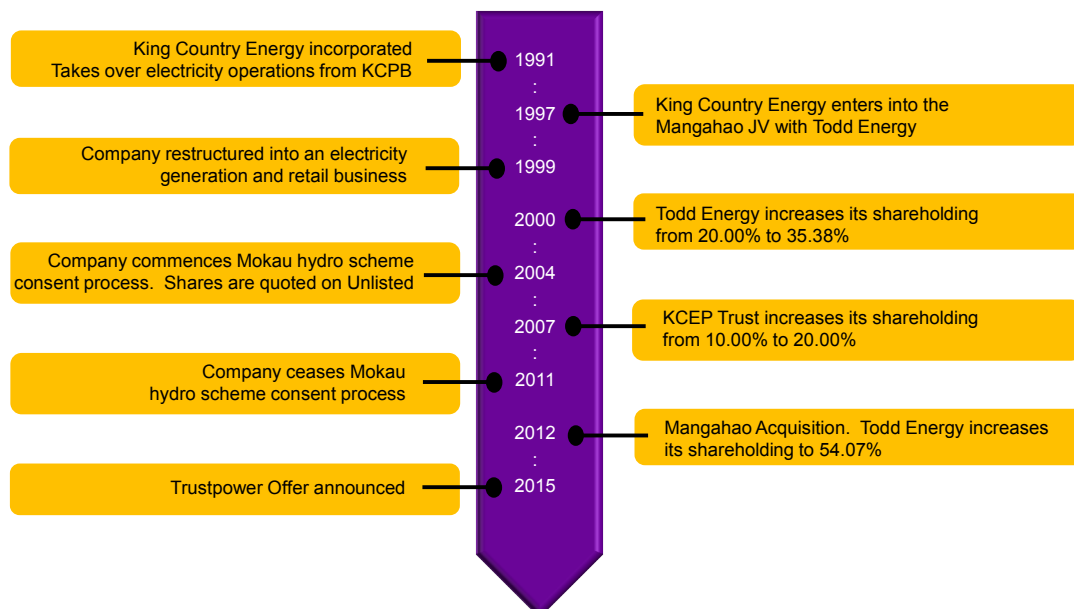 King Country Energy incorporated
Takes over electricity operations from KCPB
1991
:
1997
King Country Energy enters into the
Mangahao JV with Todd Energy
:
Company restructured into an electricity
generation and retail business
1999
2000
Todd Energy increases its shareholding
from 20.00% to 35.38%
:
Company commences Mokau hydro scheme
consent process.  Shares are quoted on Unlisted
2004
:
2007
KCEP Trust increases its shareholding
from 10.00% to 20.00%
:
Company ceases Mokau
hydro scheme consent process
2011
2012
Mangahao Acquisition.  Todd Energy increases
its shareholding to 54.07%
:
Trustpower Offer announced
2015